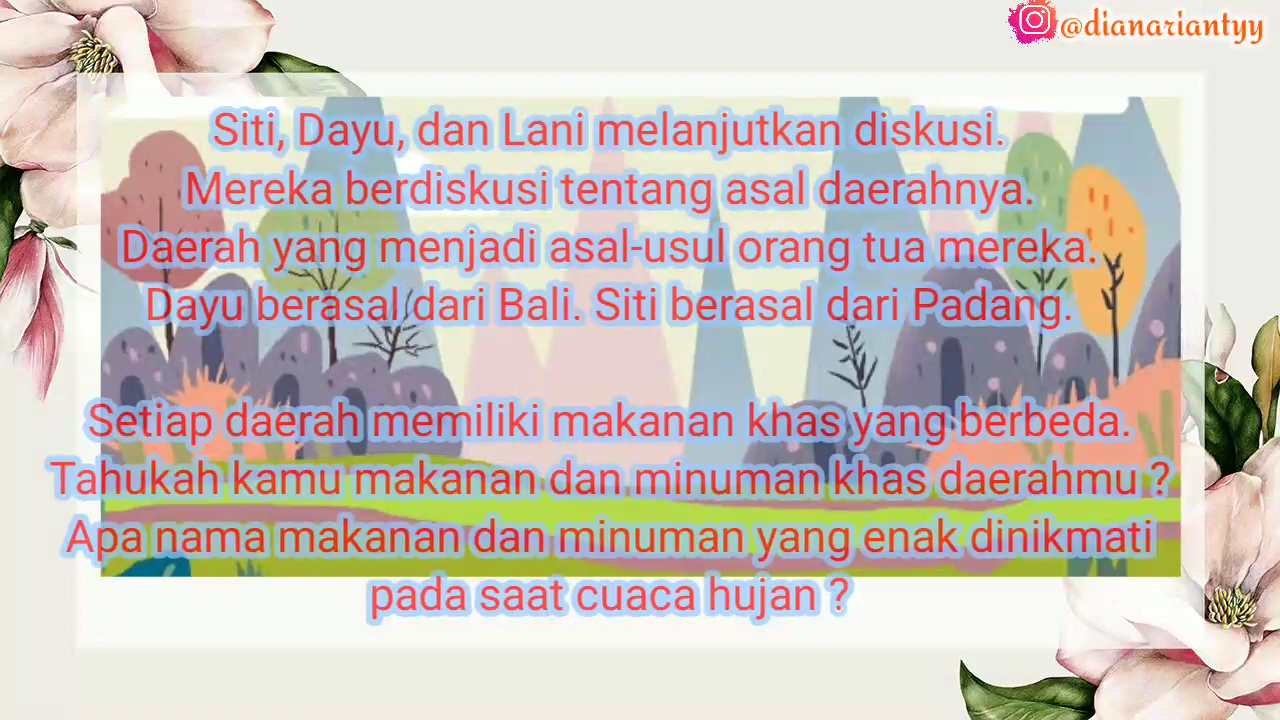 @dianariantyy
Siti, Dayu, dan Lani melanjutkan diskusi.
Mereka berdiskusi tentang asal daerahnya.
Daerah yang menjadi asal-usul orang tua mereka.
Dayu berasal dari Bali. Siti berasal dari Padang.
Setiap daerah memiliki makanan khas yang berbeda.
Tahukah kamu makanan dan minuman khas daerahmu ?
Apa nama makanan dan minuman yang enak dinikmati
pada saat cuaca hujan ?